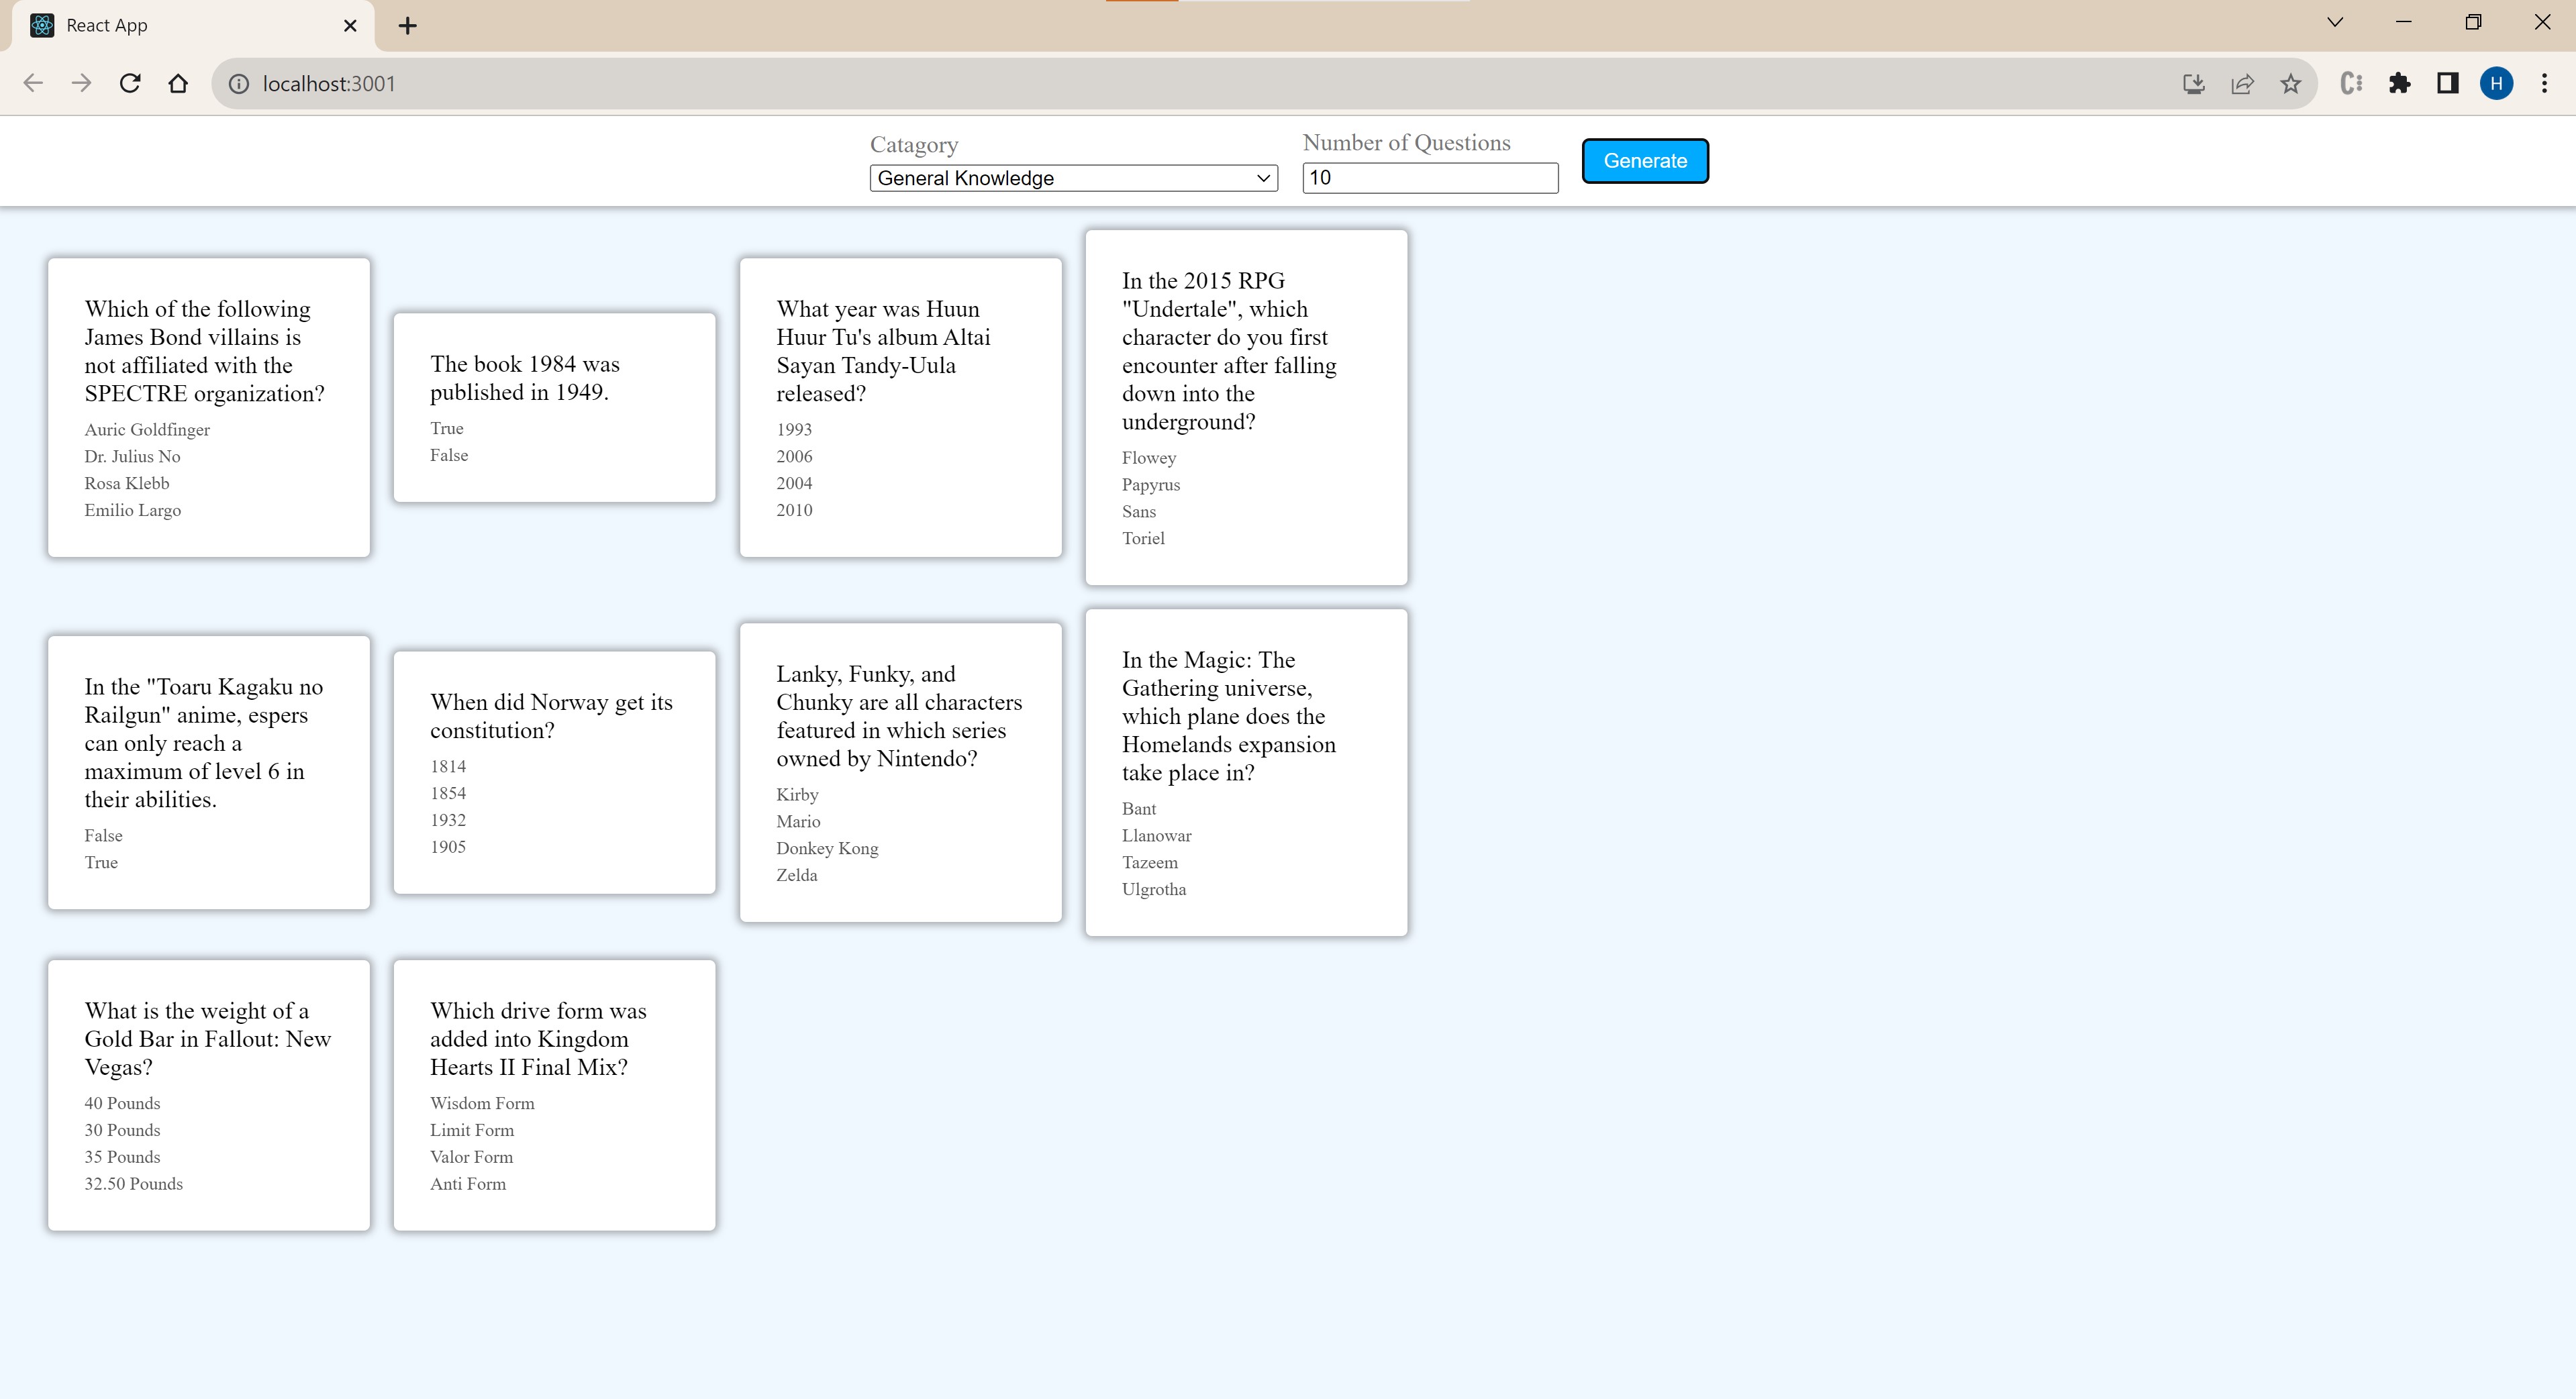 React App
localhost:3001
H
Catagory
General Knowledge
Number of Questions
10
Generate
Which of the following
James Bond villains is
not affiliated with the
SPECTRE organization?
Auric Goldfinger
Dr. Julius No
Rosa Klebb
Emilio Largo
The book 1984 was
published in 1949.
True
False
What year was Huun
Huur Tu's album Altai
Sayan Tandy-Uula
released?
1993
2006
2004
2010
In the 2015 RPG
"Undertale", which
character do you first
encounter after falling
down into the
underground?
Flowey
Papyrus
Sans
Toriel
In the "Toaru Kagaku no
Railgun" anime, espers
can only reach a
maximum of level 6 in
their abilities.
False
True
When did Norway get its
constitution?
1814
1854
1932
1905
Lanky, Funky, and
Chunky are all characters
featured in which series
owned by Nintendo?
Kirby
Mario
Donkey Kong
Zelda
In the Magic: The
Gathering universe,
which plane does the
Homelands expansion
take place in?
Bant
Llanowar
Tazeem
Ulgrotha
What is the weight of a
Gold Bar in Fallout: New
Vegas?
40 Pounds
30 Pounds
35 Pounds
32.50 Pounds
Which drive form was
added into Kingdom
Hearts II Final Mix?
Wisdom Form
Limit Form
Valor Form
Anti Form